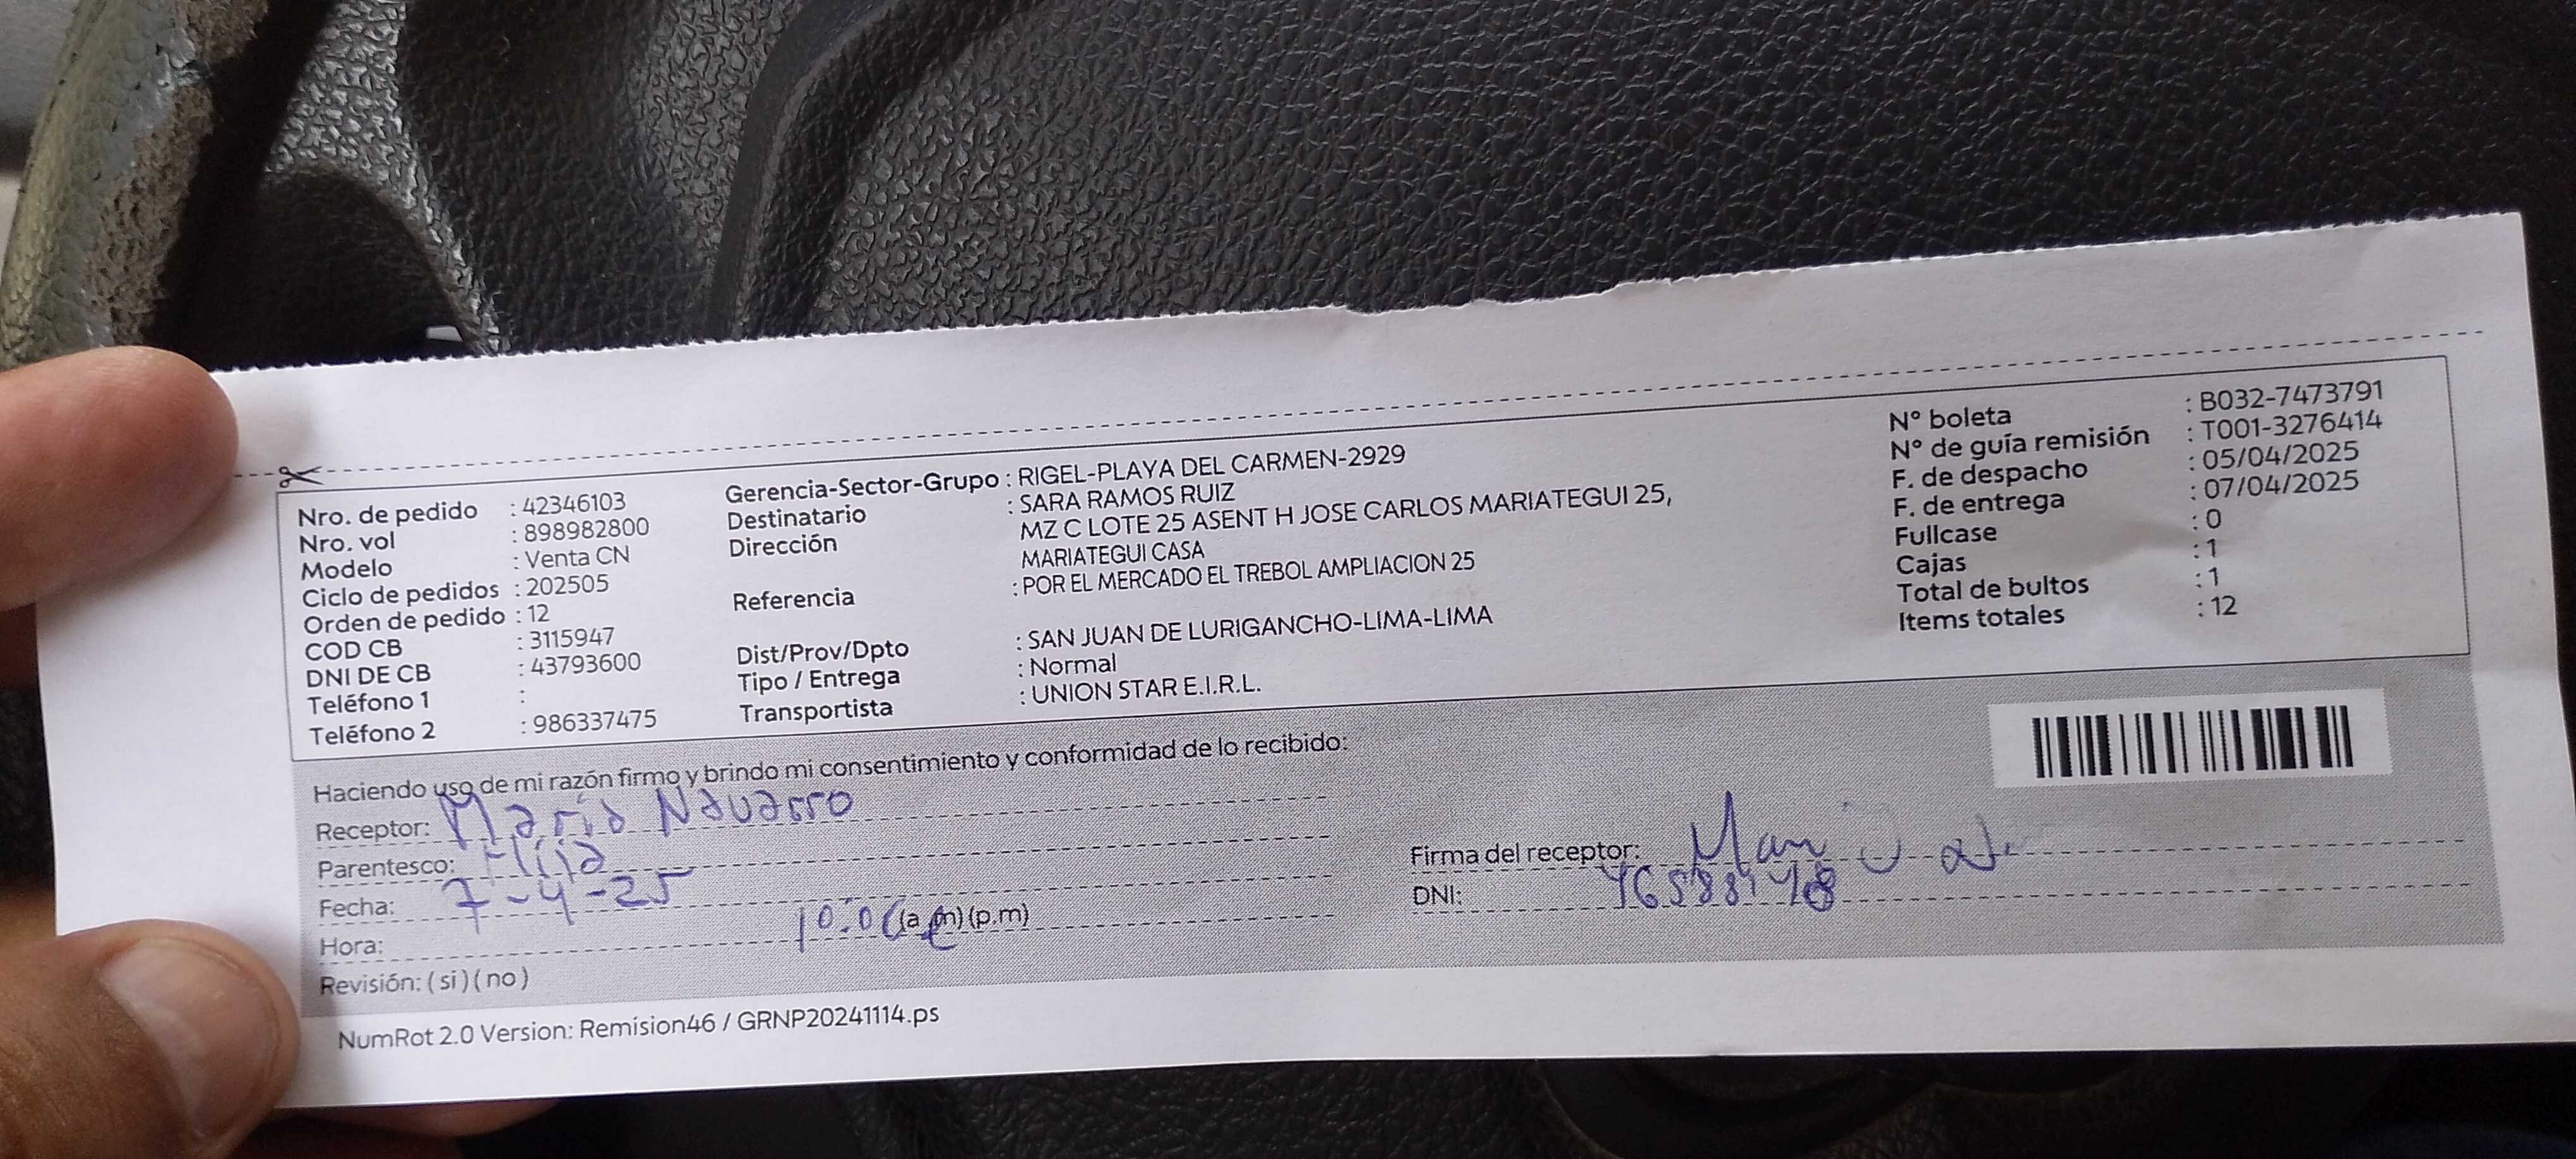 Nro. de pedido : 42346103
Nro. vol : 898982800
Modelo : Venta CN
Ciclo de pedidos : 202505
Orden de pedido : 12
COD CB : 3115947
DNI DE CB : 43793600
Teléfono 1 :
Teléfono 2 : 986337475
Gerencia-Sector-Grupo : RIGEL-PLAYA DEL CARMEN-2929
Destinatario : SARA RAMOS RUIZ
Dirección MZ C LOTE 25 ASENT H JOSE CARLOS MARIATEGUI 25,
MARIATEGUI CASA
Referencia : POR EL MERCADO EL TREBOL AMPLIACION 25
Dist/Prov/Dpto : SAN JUAN DE LURIGANCHO-LIMA-LIMA
Tipo / Entrega : Normal
Transportista : UNION STAR E.I.R.L.
N° boleta : B032-7473791
N° de guía remisión : T001-3276414
F. de despacho : 05/04/2025
F. de entrega : 07/04/2025
Fullcase : 0
Cajas : 1
Total de bultos : 1
Items totales : 12
Haciendo uso de mi razón firmo y brindo mi consentimiento y conformidad de lo recibido:
Receptor: Maria Navarro
Parentesco: Hija
Fecha: 7-4-25
Hora: 10:0 (a.m) (p.m)
Revisión: ( si ) ( no )
Firma del receptor:
DNI:
NumRot 2.0 Version: Remision46 / GRNP20241114.ps